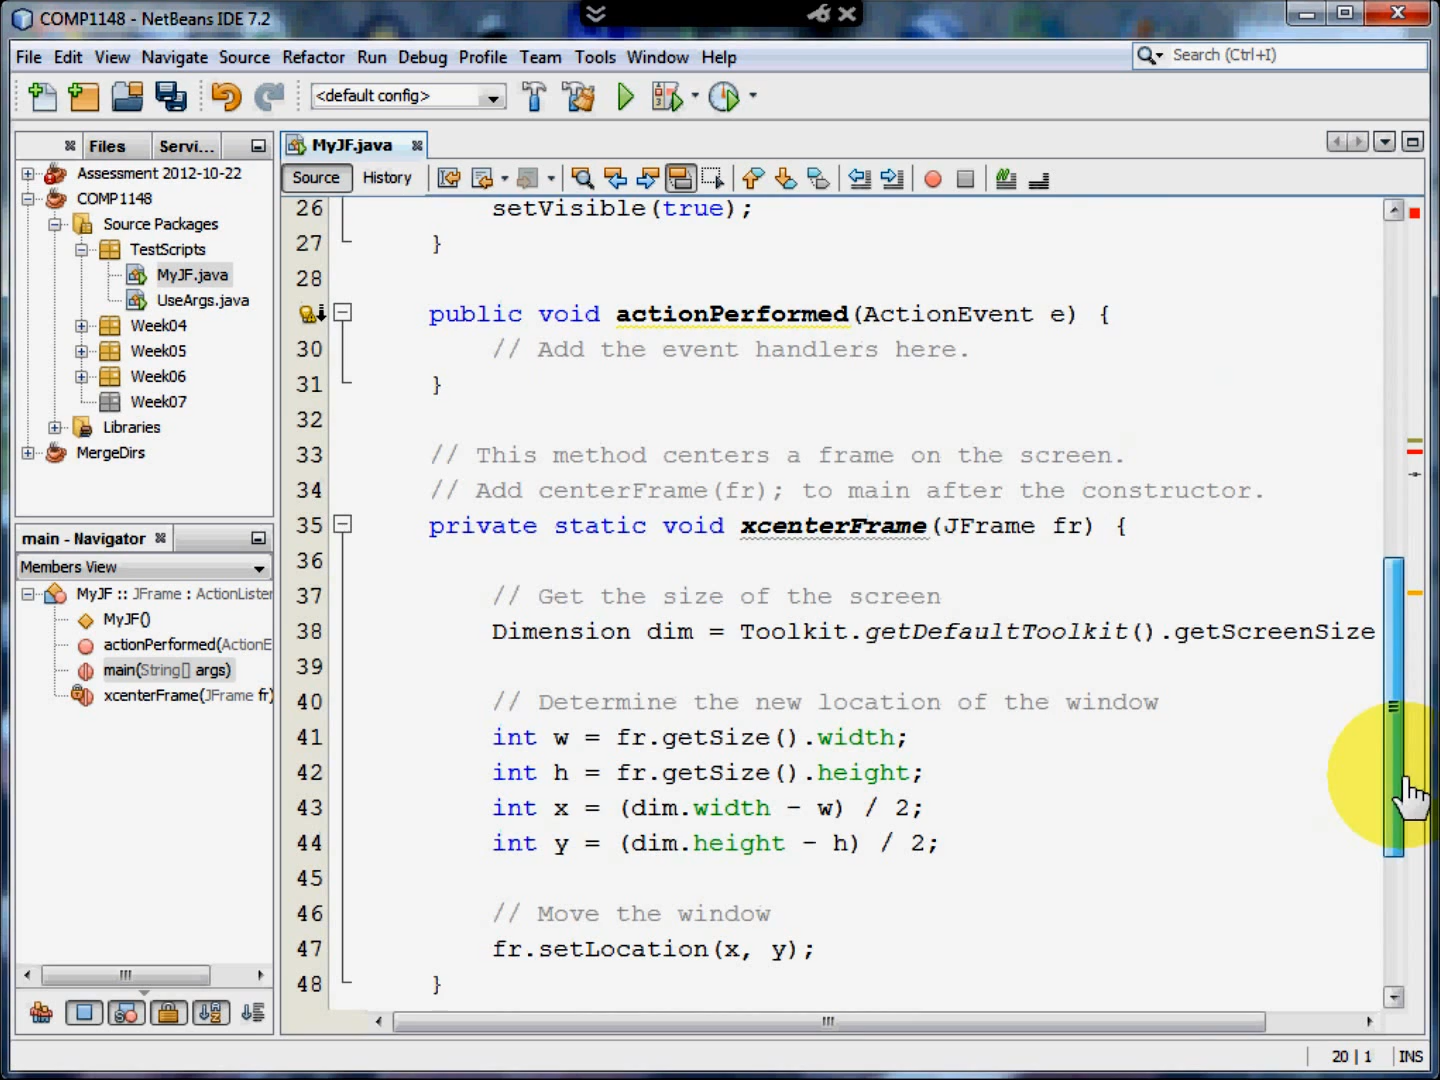 COMP1148 - NetBeans IDE 7.2
File Edit View Navigate Source Refactor Run Debug Profile Team Tools Window Help
Search (Ctrl+I)
<default config>
Files Servi...
MyJF.java
Source History
Assessment 2012-10-22
COMP1148
Source Packages
TestScripts
MyJF.java
UseArgs.java
Week04
Week05
Week06
Week07
Libraries
MergeDirs
main - Navigator
Members View
MyJF :: JFrame : ActionListe
MyJF()
actionPerformed(ActionE
main(String[] args)
xcenterFrame(JFrame fr)
26 setVisible(true);
27 }
28
public void actionPerformed(ActionEvent e) {
30 // Add the event handlers here.
31 }
32
33 // This method centers a frame on the screen.
34 // Add centerFrame(fr); to main after the constructor.
35 private static void xcenterFrame(JFrame fr) {
36
37 // Get the size of the screen
38 Dimension dim = Toolkit.getDefaultToolkit().getScreenSize
39
40 // Determine the new location of the window
41 int w = fr.getSize().width;
42 int h = fr.getSize().height;
43 int x = (dim.width - w) / 2;
44 int y = (dim.height - h) / 2;
45
46 // Move the window
47 fr.setLocation(x, y);
48 }
20 | 1 INS